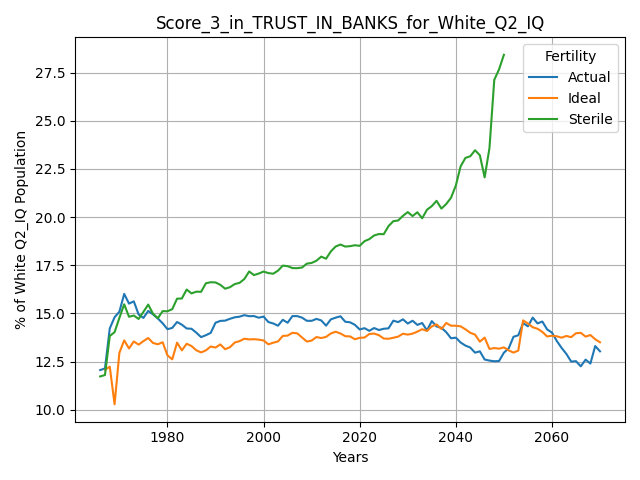 Score_3_in_TRUST_IN_BANKS_for_White_Q2_IQ
% of White Q2_IQ Population
27.5
25.0
22.5
20.0
17.5
15.0
12.5
10.0
Fertility
Actual
Ideal
Sterile
1980
2000
2020
2040
2060
Years